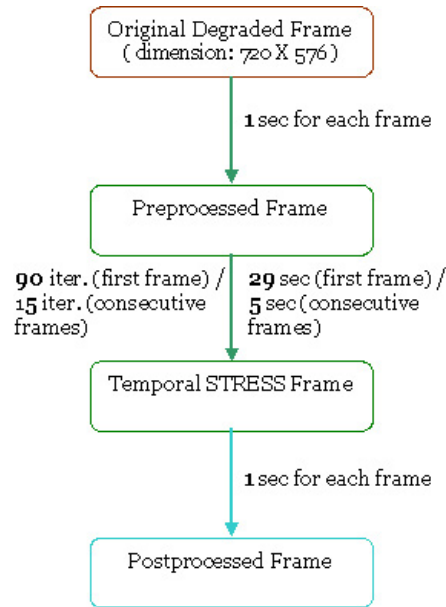 Original Degraded Frame
( dimension: 720 X 576 )
1 sec for each frame
Preprocessed Frame
90 iter. (first frame) /
15 iter. (consecutive
frames)
29 sec (first frame) /
5 sec (consecutive
frames)
Temporal STRESS Frame
1 sec for each frame
Postprocessed Frame